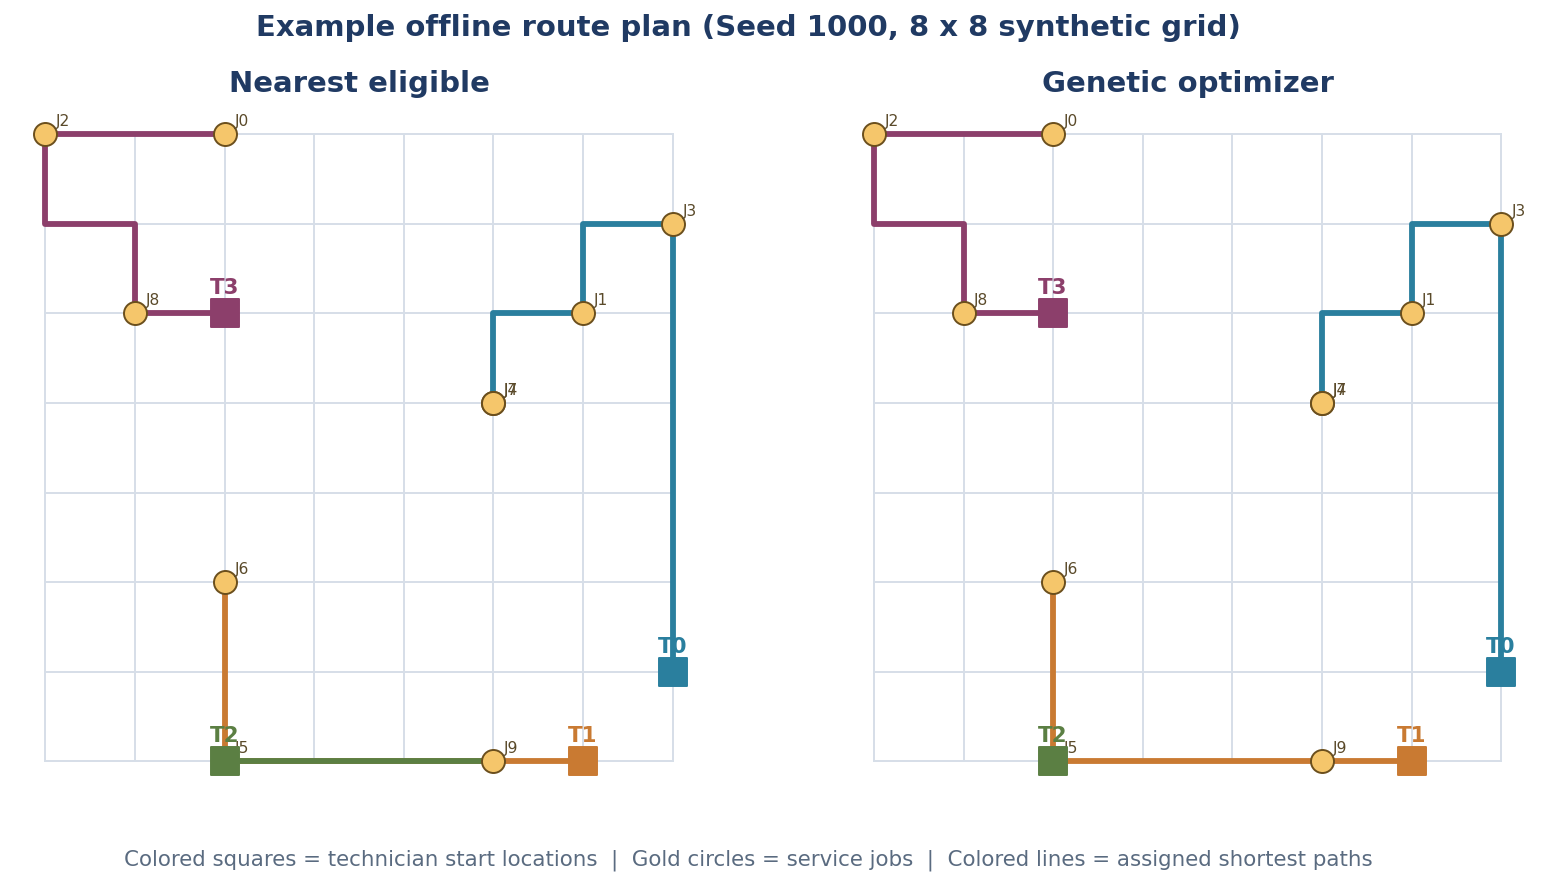 Example offline route plan (Seed 1000, 8 x 8 synthetic grid)
Nearest eligible
J2
J0
J3
T3
J8
J1
J6
T0
T2
T1
J5
J9
Genetic optimizer
J2
J0
J3
T3
J8
J1
J6
T0
T2
T1
J5
J9
Colored squares = technician start locations | Gold circles = service jobs | Colored lines = assigned shortest paths